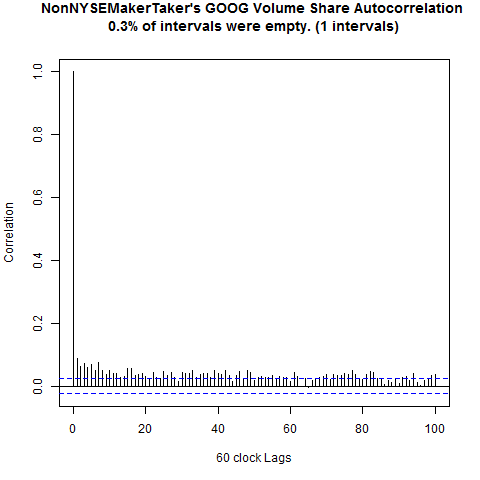 NonNYSEMakerTaker's GOOG Volume Share Autocorrelation
0.3% of intervals were empty. (1 intervals)
1.0
0.8
0.6
0.4
0.2
0.0
Correlation
0 20 40 60 80 100
60 clock Lags